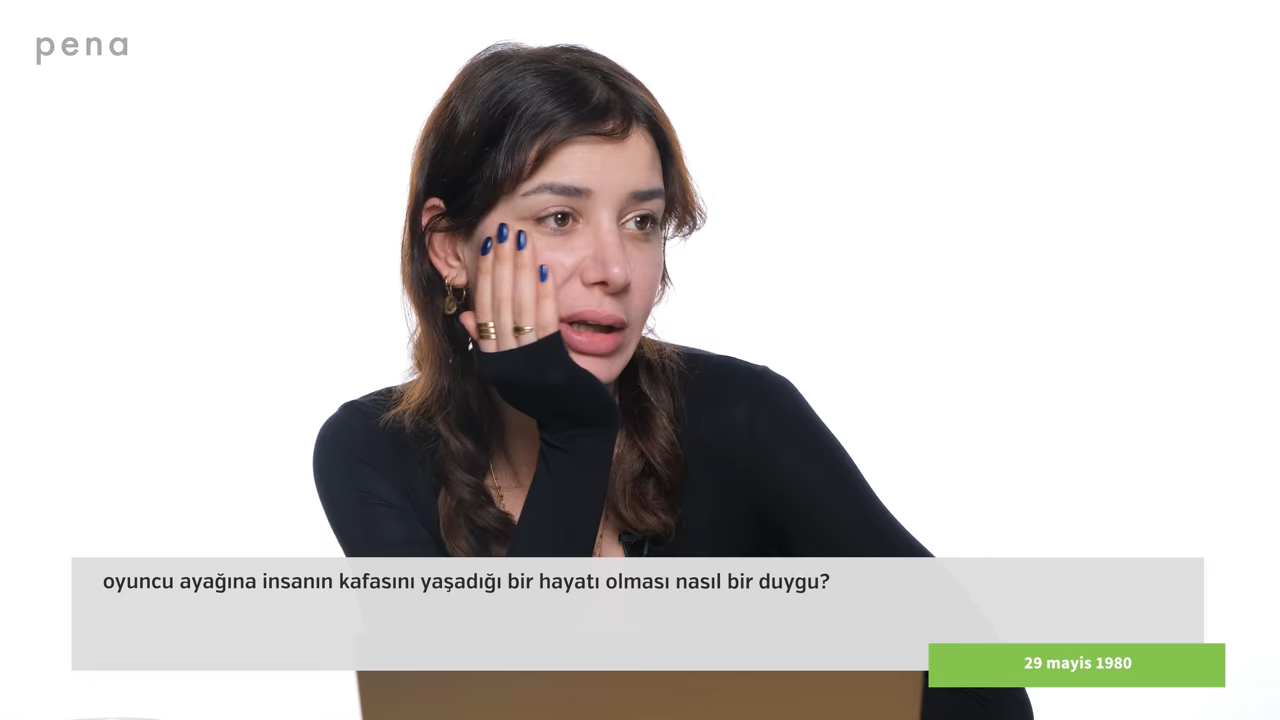 pena
oyuncu ayağına insanın kafasını yaşadığı bir hayatı olması nasıl bir duygu?
29 mayis 1980